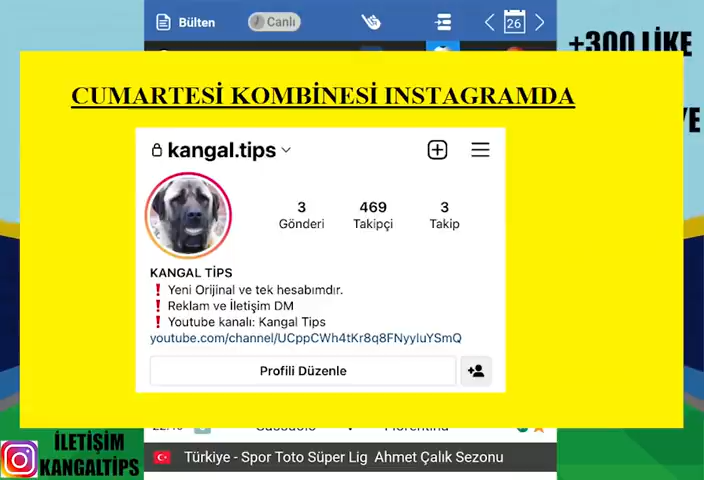 Bülten
Canlı
26
+300 LİKE
CUMARTESİ KOMBİNESİ INSTAGRAMDA
kangal.tips
3
469
3
Gönderi
Takipçi
Takip
KANGAL TİPS
❗ Yeni Orijinal ve tek hesabımdır.
❗ Reklam ve İletişim DM
❗ Youtube kanalı: Kangal Tips
youtube.com/channel/UCppCWh4tKr8q8FNyyluYSmQ
Profili Düzenle
İLETİŞİM
KANGALTİPS
Türkiye - Spor Toto Süper Lig Ahmet Çalık Sezonu